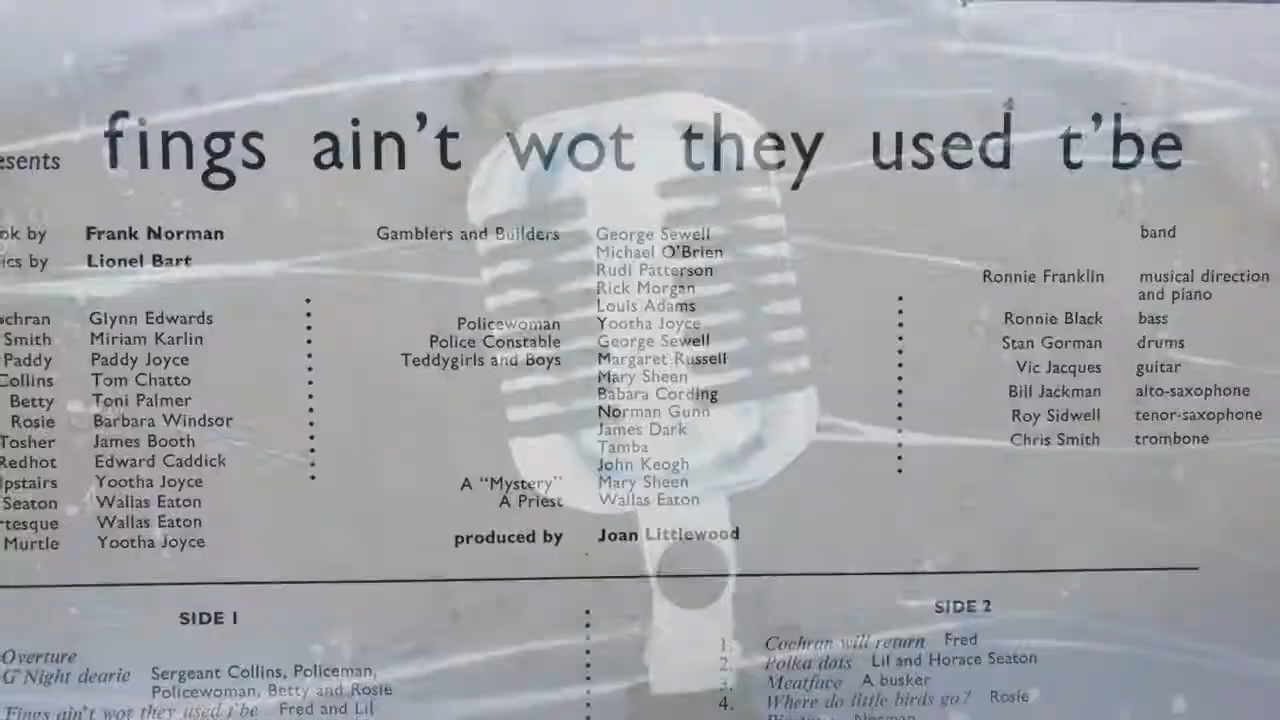 esents fings ain't wot they used t'be
ok by Frank Norman
ics by Lionel Bart
ochran Glynn Edwards
Smith Miriam Karlin
Paddy Paddy Joyce
Collins Tom Chatto
Betty Toni Palmer
Rosie Barbara Windsor
Tosher James Booth
Redhot Edward Caddick
pstairs Yootha Joyce
Seaton Wallas Eaton
rtesque Wallas Eaton
Murtle Yootha Joyce
Gamblers and Builders George Sewell
Michael O'Brien
Rudi Patterson
Rick Morgan
Louis Adams
Policewoman Yootha Joyce
Police Constable George Sewell
Teddygirls and Boys Margaret Russell
Mary Sheen
Babara Cording
Norman Gunn
James Dark
Tamba
John Keogh
A "Mystery" Mary Sheen
A Priest Wallas Eaton
produced by Joan Littlewood
band
Ronnie Franklin musical direction
and piano
Ronnie Black bass
Stan Gorman drums
Vic Jacques guitar
Bill Jackman alto-saxophone
Roy Sidwell tenor-saxophone
Chris Smith trombone
SIDE 1
Overture
G'Night dearie Sergeant Collins, Policeman,
Policewoman, Betty and Rosie
Fings ain't wot they used t'be Fred and Lil
SIDE 2
1. Cochran will return Fred
2. Polka dots Lil and Horace Seaton
3. Meatface A busker
4. Where do little birds go? Rosie
Norman